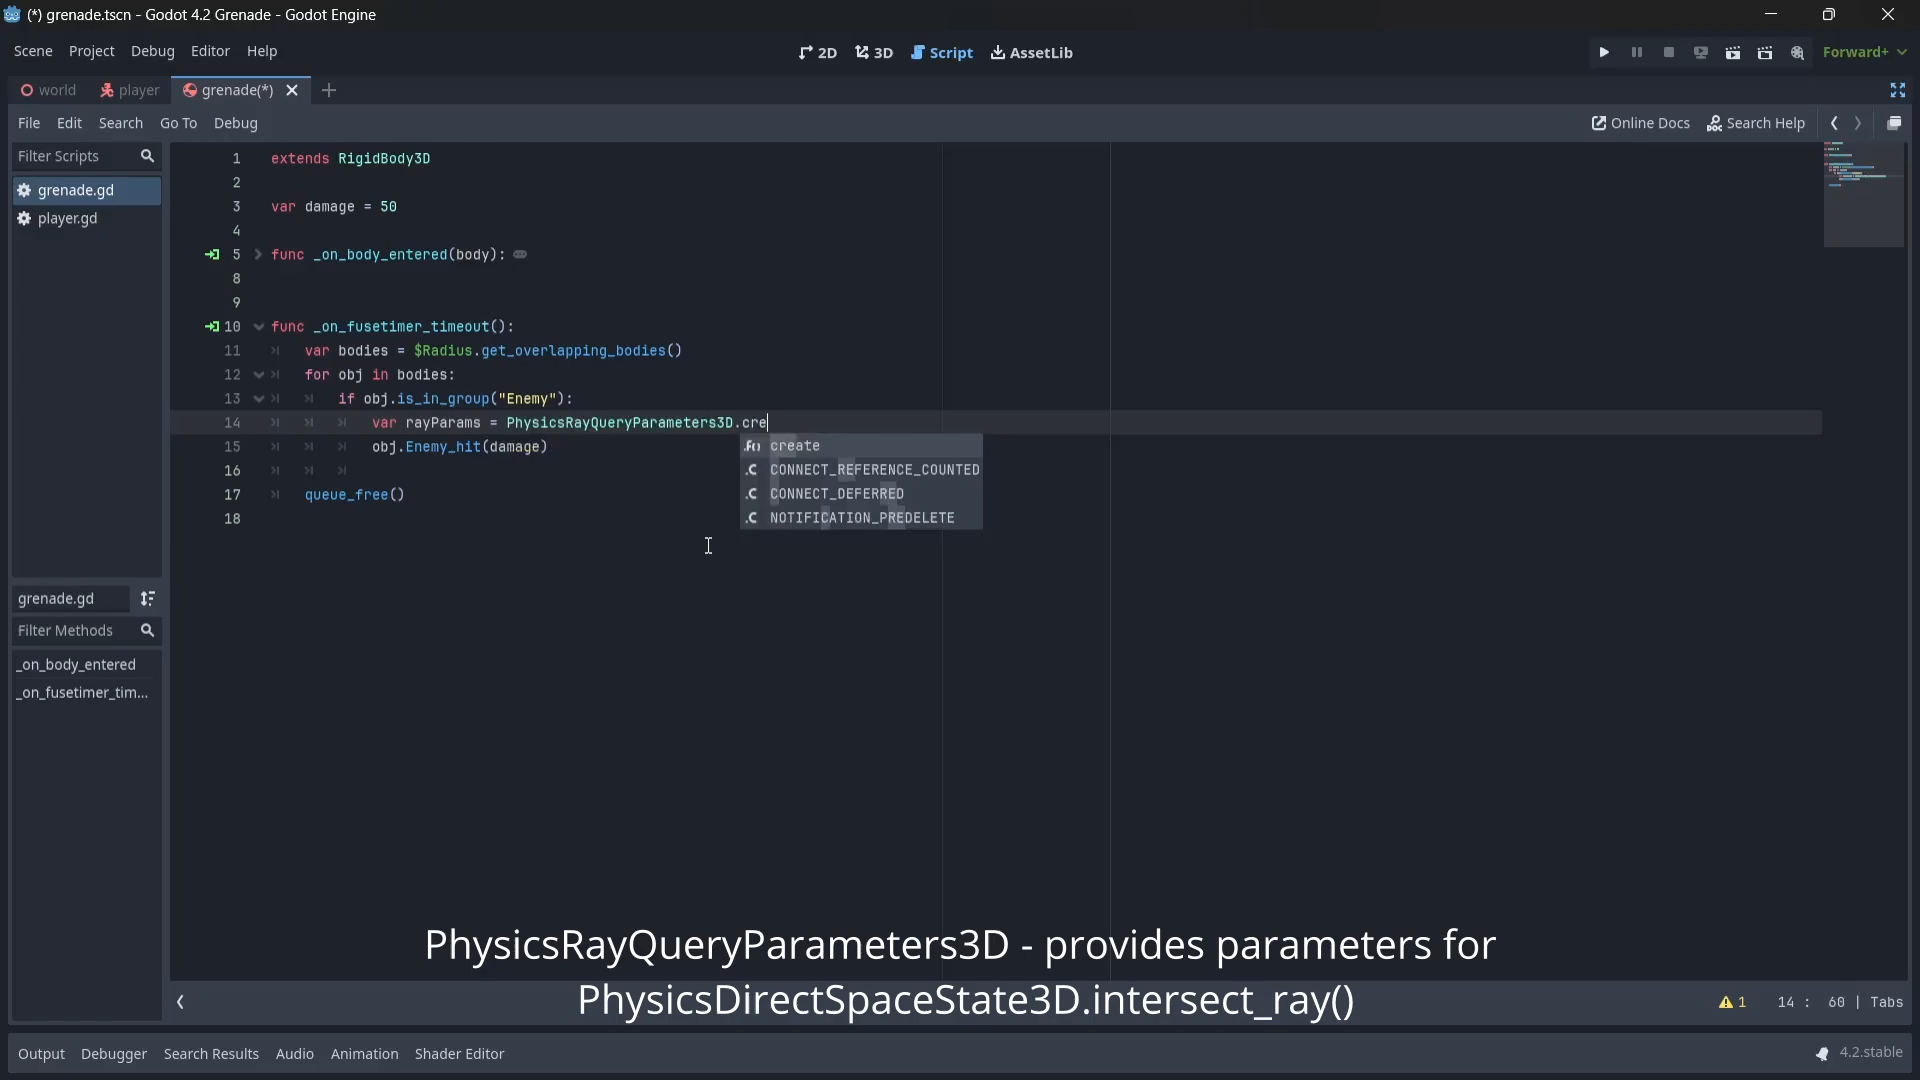 (*) grenade.tscn - Godot 4.2 Grenade - Godot Engine
Scene Project Debug Editor Help
2D 3D Script AssetLib
Forward+
world player grenade(*)
File Edit Search Go To Debug
Online Docs Search Help
Filter Scripts
grenade.gd
player.gd
1 extends RigidBody3D
2
3 var damage = 50
4
5 func _on_body_entered(body):
8
9
10 func _on_fusetimer_timeout():
11 var bodies = $Radius.get_overlapping_bodies()
12 for obj in bodies:
13 if obj.is_in_group("Enemy"):
14 var rayParams = PhysicsRayQueryParameters3D.cre
15 obj.Enemy_hit(damage)
16
17 queue_free()
18
create
CONNECT_REFERENCE_COUNTED
CONNECT_DEFERRED
NOTIFICATION_PREDELETE
grenade.gd
Filter Methods
_on_body_entered
_on_fusetimer_tim...
PhysicsRayQueryParameters3D - provides parameters for
PhysicsDirectSpaceState3D.intersect_ray()
1 14 : 60 | Tabs
Output Debugger Search Results Audio Animation Shader Editor
4.2.stable